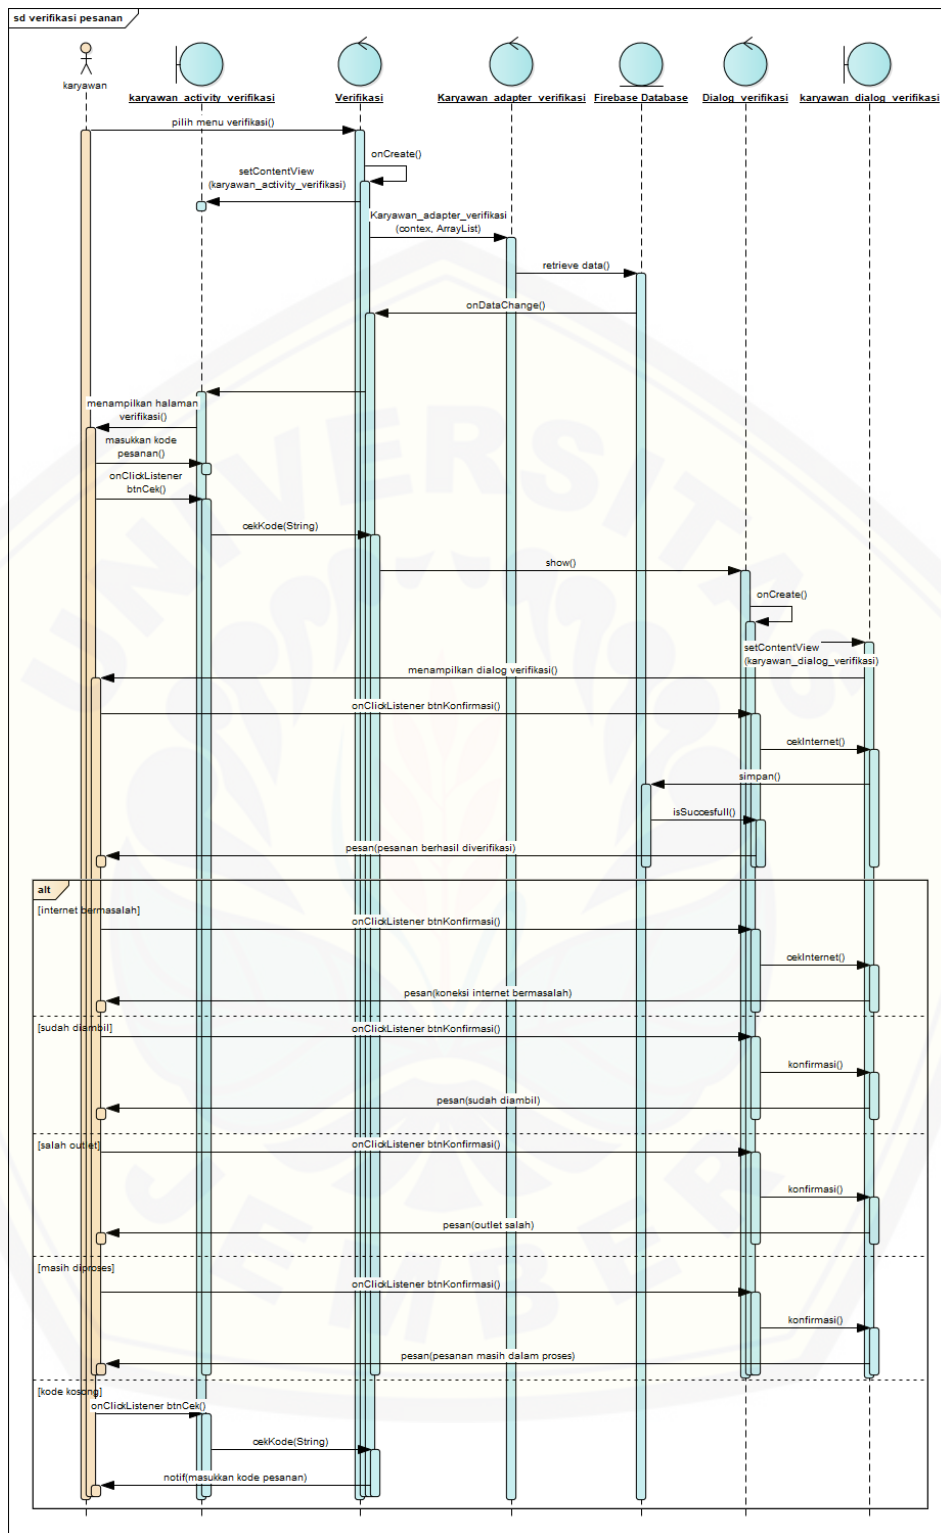 sd verifikasi pesanan
karyawan
karyawan_activity_verifikasi
Verifikasi
Karyawan_adapter_verifikasi
Firebase Database
Dialog_verifikasi
karyawan_dialog_verifikasi
pilih menu verifikasi()
onCreate()
setContentView
(karyawan_activity_verifikasi)
Karyawan_adapter_verifikasi
(contex, ArrayList)
retrieve data()
onDataChange()
menampilkan halaman
verifikasi()
masukkan kode
pesanan()
onClickListener
btnCek()
cekKode(String)
show()
onCreate()
setContentView
(karyawan_dialog_verifikasi)
menampilkan dialog verifikasi()
onClickListener btnKonfirmasi()
cekInternet()
simpan()
isSuccesfull()
pesan(pesanan berhasil diverifikasi)
alt
[internet bermasalah]
onClickListener btnKonfirmasi()
cekInternet()
pesan(koneksi internet bermasalah)
[sudah diambil]
onClickListener btnKonfirmasi()
konfirmasi()
pesan(sudah diambil)
[salah outlet]
onClickListener btnKonfirmasi()
konfirmasi()
pesan(outlet salah)
[masih diproses]
onClickListener btnKonfirmasi()
konfirmasi()
pesan(pesanan masih dalam proses)
[kode kosong]
onClickListener btnCek()
cekKode(String)
notif(masukkan kode pesanan)
UNIVERSITAS
JEMBER